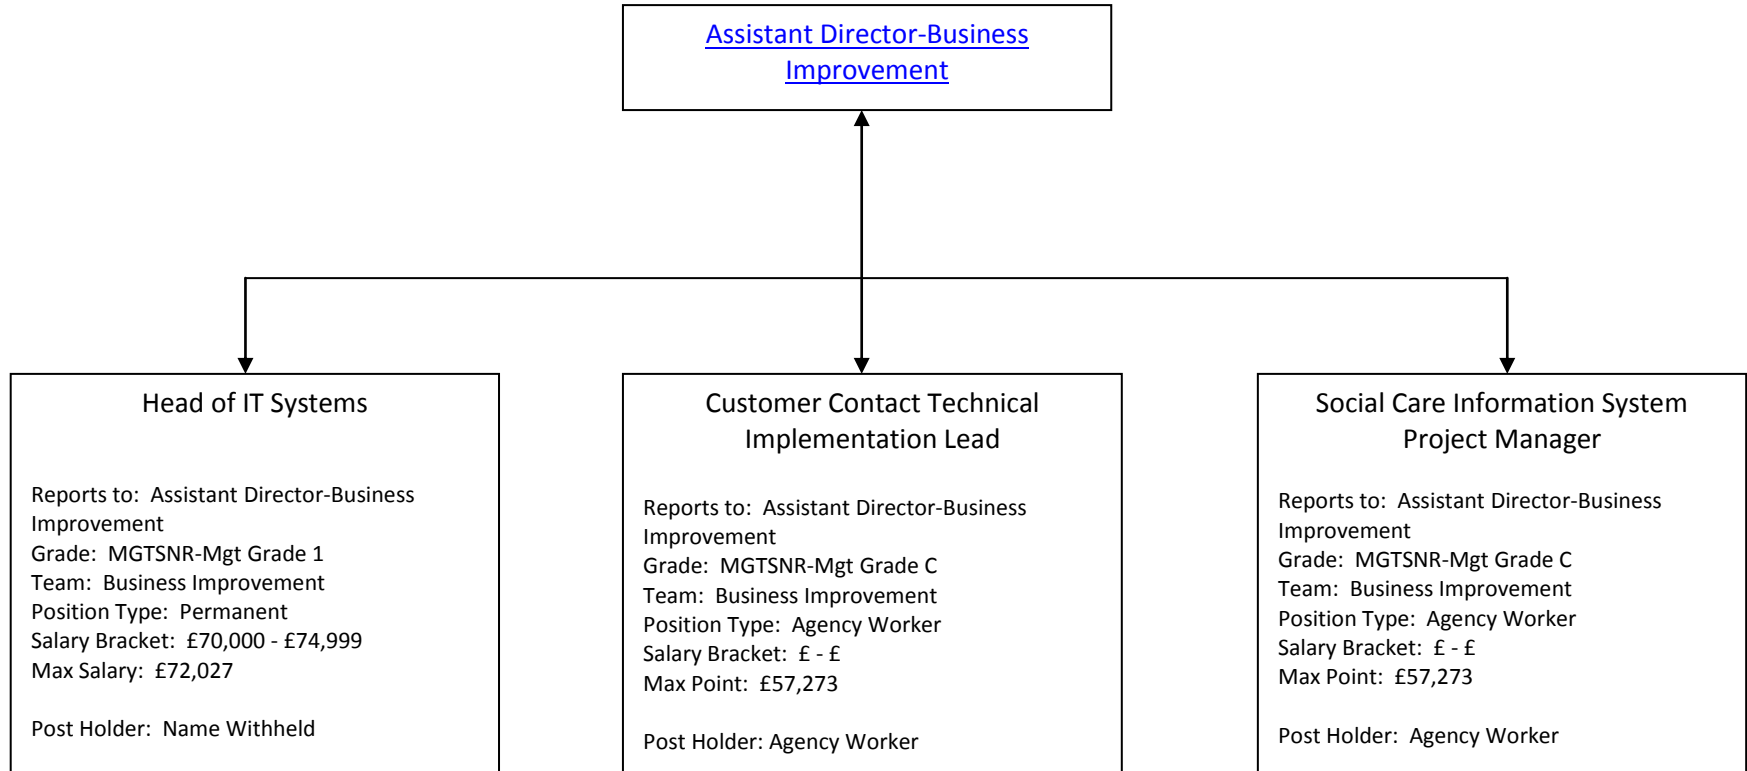 Assistant Director-Business
Improvement
Head of IT Systems
Reports to: Assistant Director-Business
Improvement
Grade: MGTSNR-Mgt Grade 1
Team: Business Improvement
Position Type: Permanent
Salary Bracket: £70,000 - £74,999
Max Salary: £72,027
Post Holder: Name Withheld
Customer Contact Technical
Implementation Lead
Reports to: Assistant Director-Business
Improvement
Grade: MGTSNR-Mgt Grade C
Team: Business Improvement
Position Type: Agency Worker
Salary Bracket: £ - £
Max Point: £57,273
Post Holder: Agency Worker
Social Care Information System
Project Manager
Reports to: Assistant Director-Business
Improvement
Grade: MGTSNR-Mgt Grade C
Team: Business Improvement
Position Type: Agency Worker
Salary Bracket: £ - £
Max Point: £57,273
Post Holder: Agency Worker